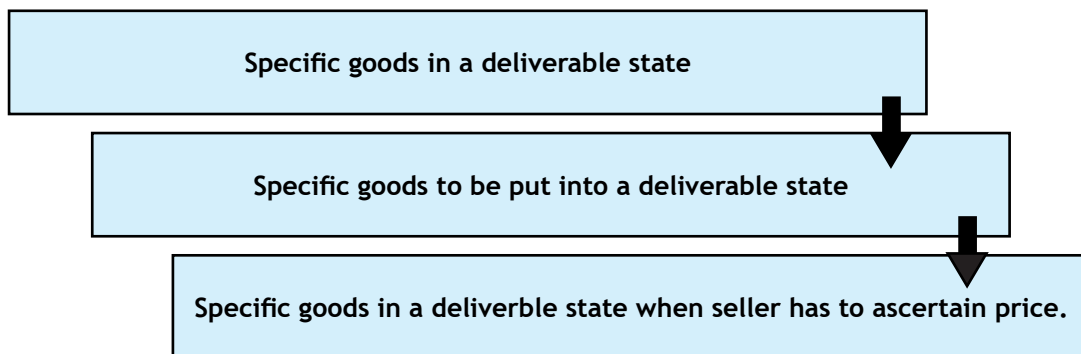 Specific goods in a deliverable state
Specific goods to be put into a deliverable state
Specific goods in a deliverble state when seller has to ascertain price.